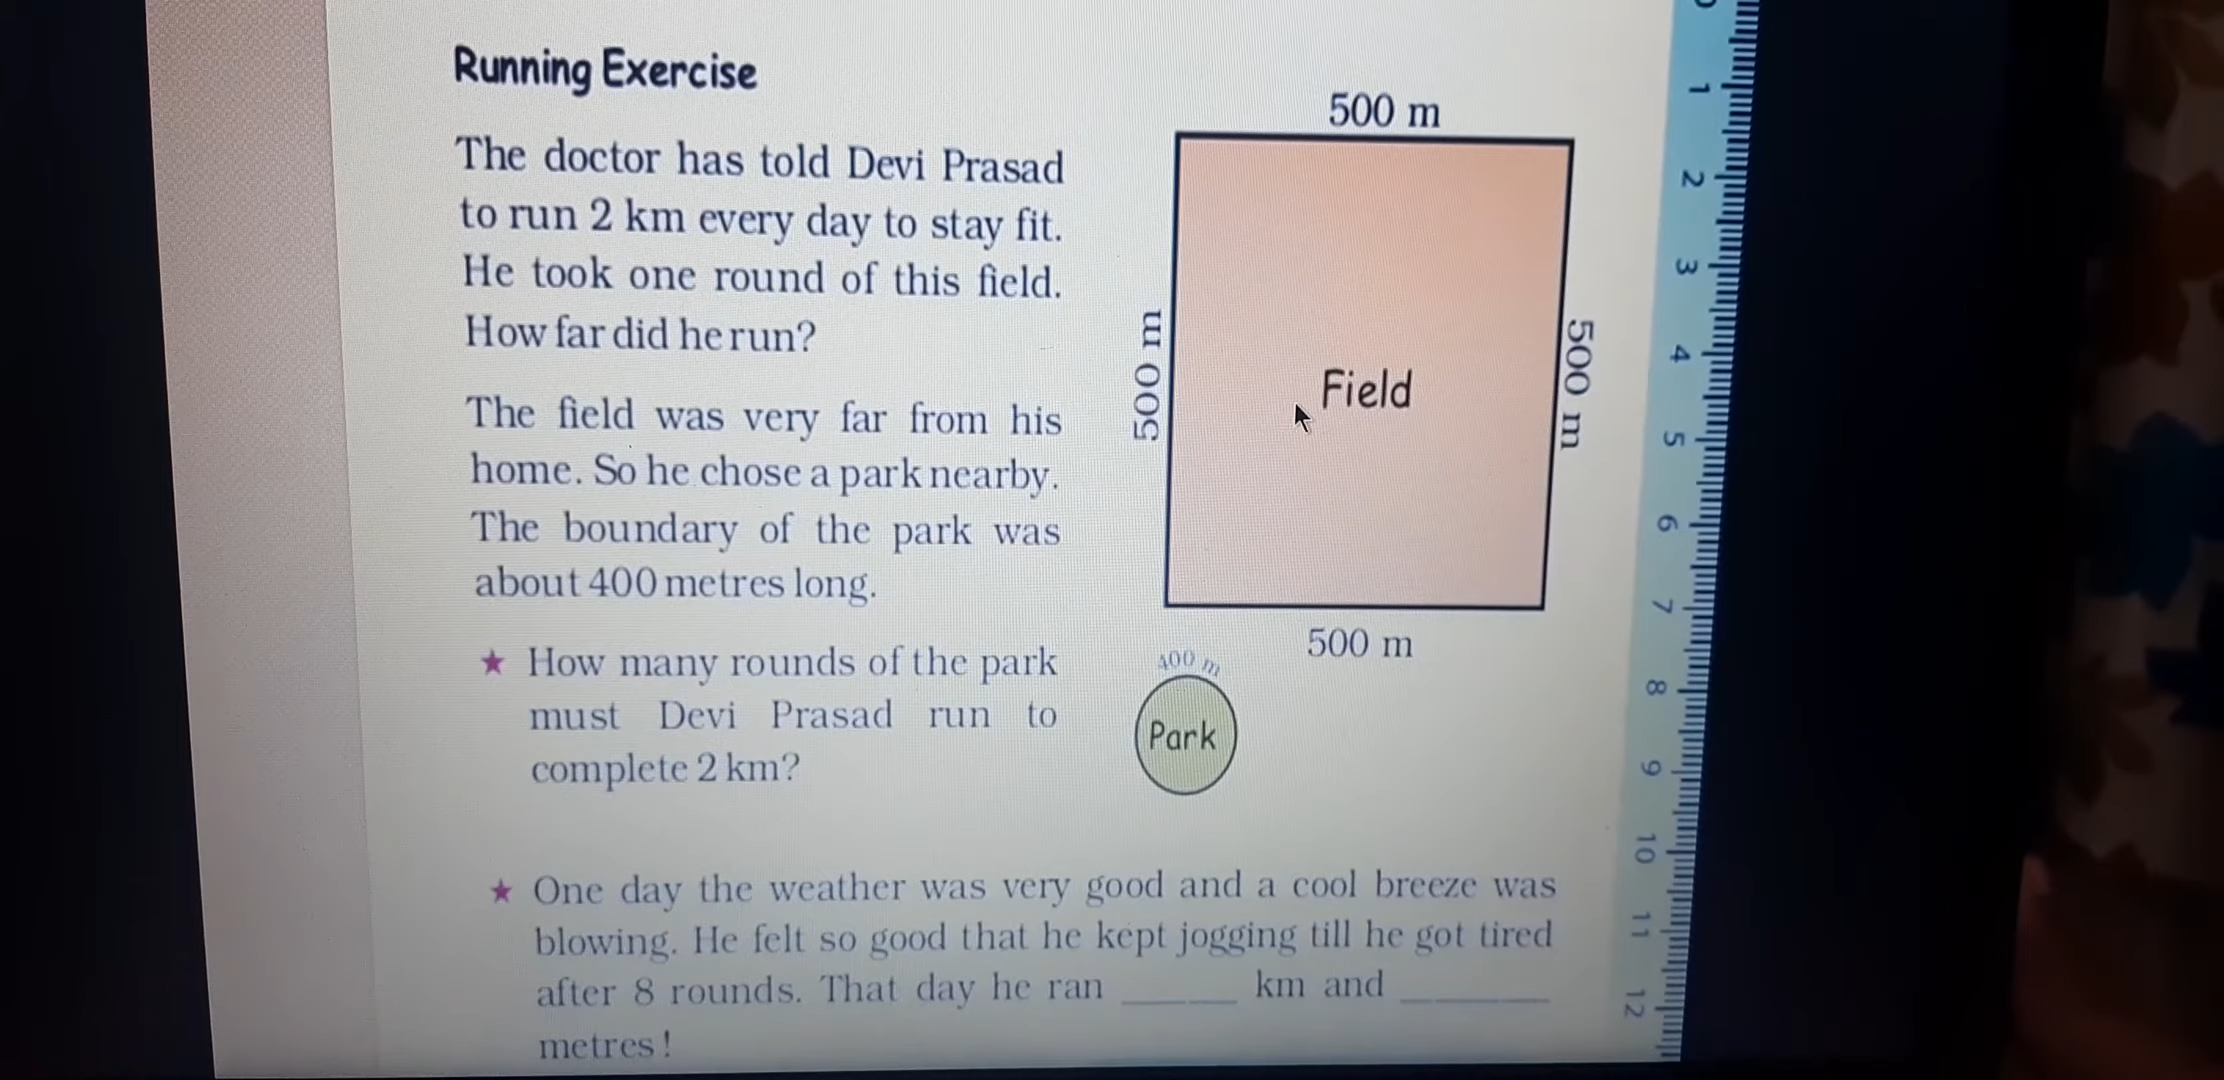 Running Exercise
The doctor has told Devi Prasad
to run 2 km every day to stay fit.
He took one round of this field.
How far did he run?
The field was very far from his
home. So he chose a park nearby.
The boundary of the park was
about 400 metres long.
★ How many rounds of the park
must Devi Prasad run to
complete 2 km?
500 m
500 m
Field
500 m
500 m
400 m
Park
★ One day the weather was very good and a cool breeze was
blowing. He felt so good that he kept jogging till he got tired
after 8 rounds. That day he ran ______ km and ________
metres!
1
2
3
4
5
6
7
8
9
10
11
12